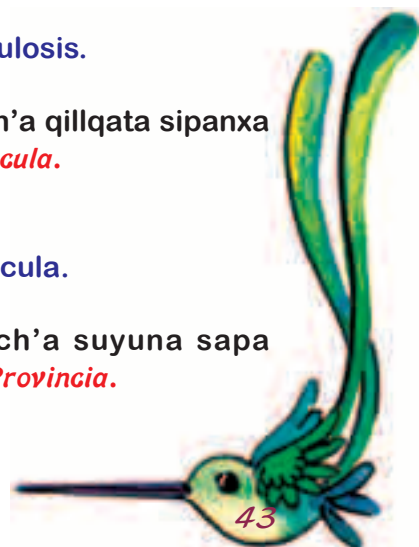 ulosis.
'a qillqata sipanxa
cula.
cula.
ch'a suyuna sapa
Provincia.
43